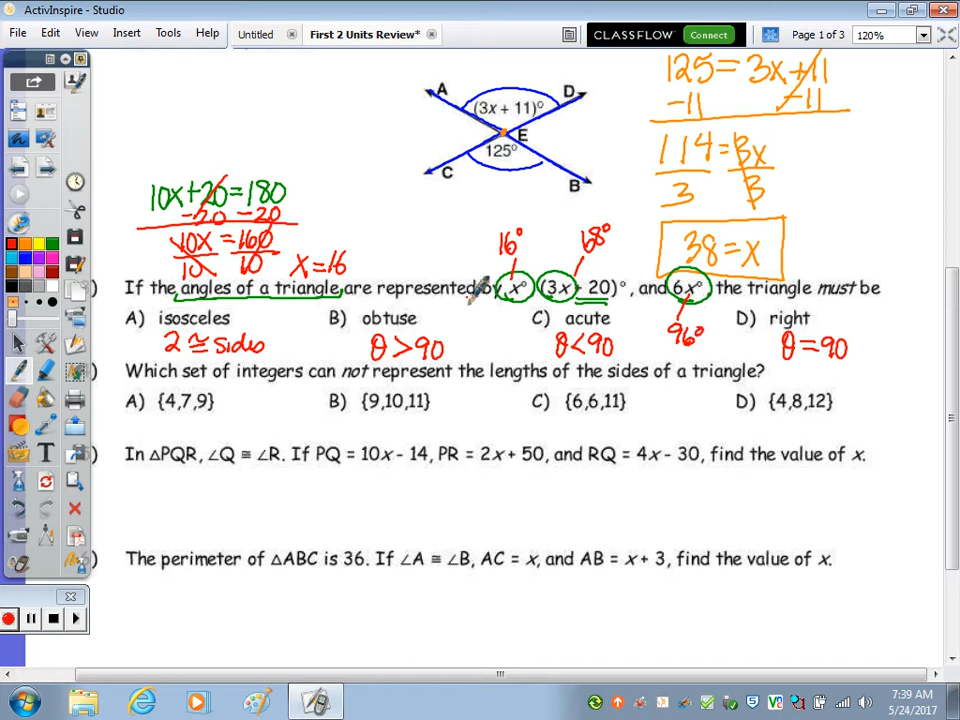 ActivInspire - Studio
File Edit View Insert Tools Help
Untitled
First 2 Units Review*
CLASSFLOW Connect
Page 1 of 3
120%
A
D
(3x + 11)°
E
125°
C
B
125 = 3x + 11
-11 -11
114 = 3x
3 3
38 = x
10x + 20 = 180
-20 -20
10x = 160
10 10
x = 16
16°
68°
) If the angles of a triangle are represented by x° (3x + 20)°, and 6x°, the triangle must be
A) isosceles B) obtuse C) acute D) right
96°
2 ≅ sides θ > 90 θ < 90 θ = 90
) Which set of integers can not represent the lengths of the sides of a triangle?
A) {4,7,9} B) {9,10,11} C) {6,6,11} D) {4,8,12}
) In △PQR, ∠Q ≅ ∠R. If PQ = 10x - 14, PR = 2x + 50, and RQ = 4x - 30, find the value of x.
) The perimeter of △ABC is 36. If ∠A ≅ ∠B, AC = x, and AB = x + 3, find the value of x.
7:39 AM
5/24/2017